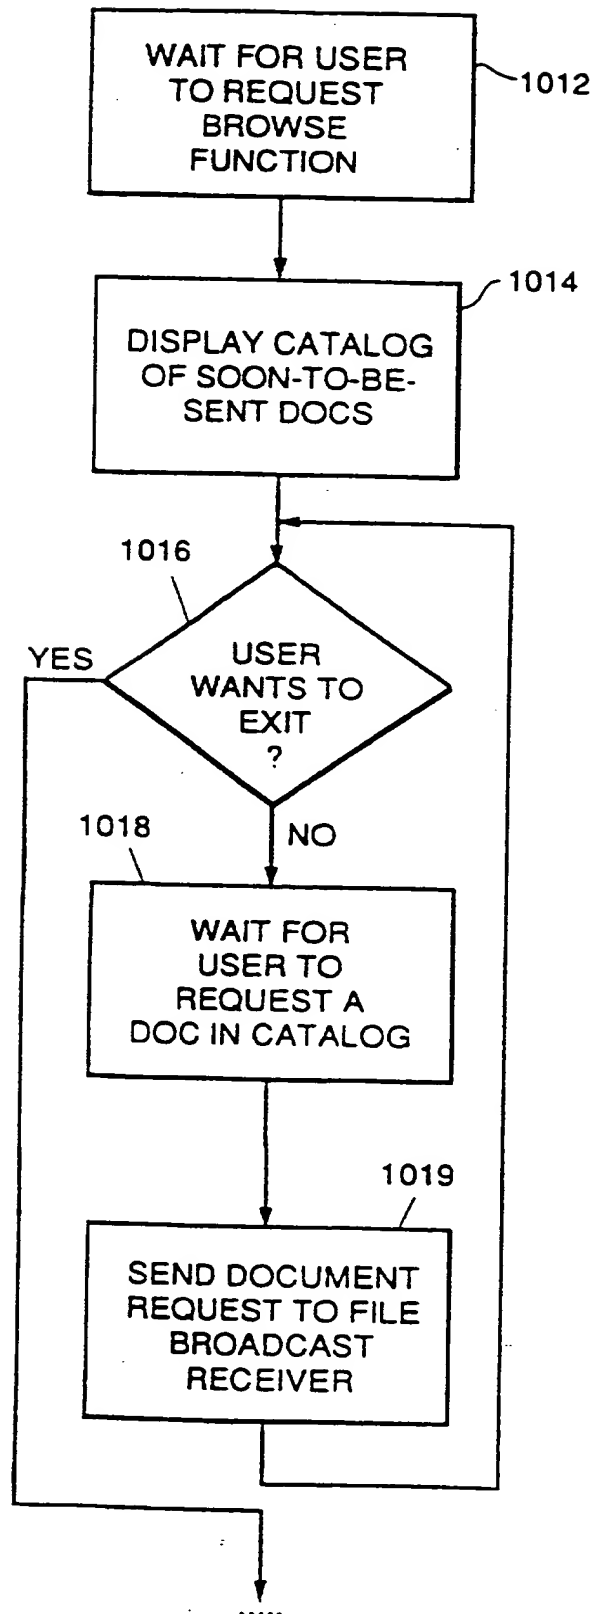 WAIT FOR USER
TO REQUEST
BROWSE
FUNCTION
1012
1014
DISPLAY CATALOG
OF SOON-TO-BE-
SENT DOCS
1016
YES
USER
WANTS TO
EXIT
?
1018
NO
WAIT FOR
USER TO
REQUEST A
DOC IN CATALOG
1019
SEND DOCUMENT
REQUEST TO FILE
BROADCAST
RECEIVER